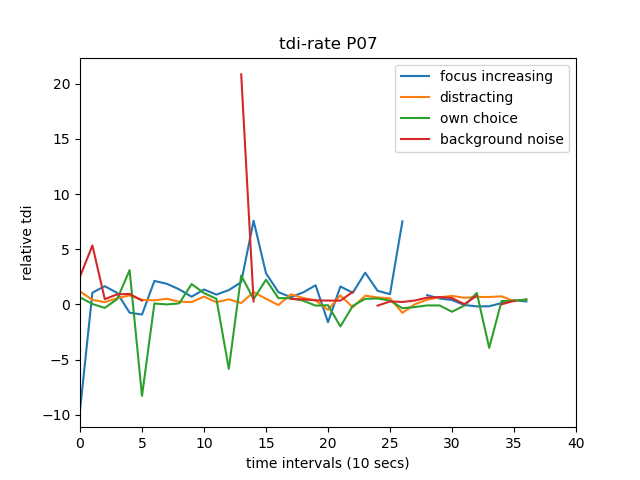 tdi-rate P07
focus increasing
distracting
own choice
background noise
relative tdi
20
15
10
5
0
−5
−10
0 5 10 15 20 25 30 35 40
time intervals (10 secs)